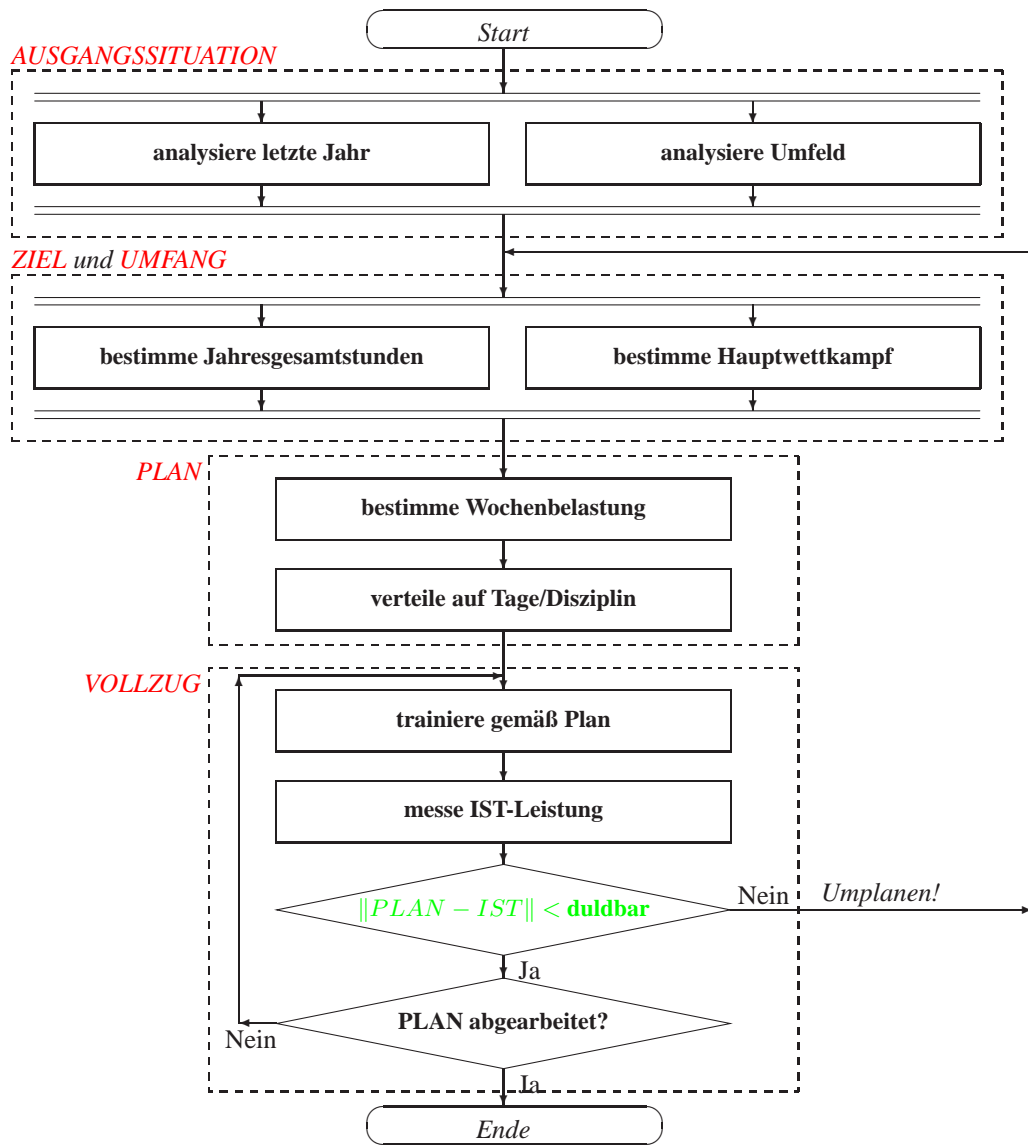 Start
AUSGANGSSITUATION
analysiere letzte Jahr
analysiere Umfeld
ZIEL und UMFANG
bestimme Jahresgesamtstunden
bestimme Hauptwettkampf
PLAN
bestimme Wochenbelastung
verteile auf Tage/Disziplin
VOLLZUG
trainiere gemäß Plan
messe IST-Leistung
‖PLAN − IST‖ < duldbar
Nein
Umplanen!
Ja
PLAN abgearbeitet?
Nein
Ja
Ende